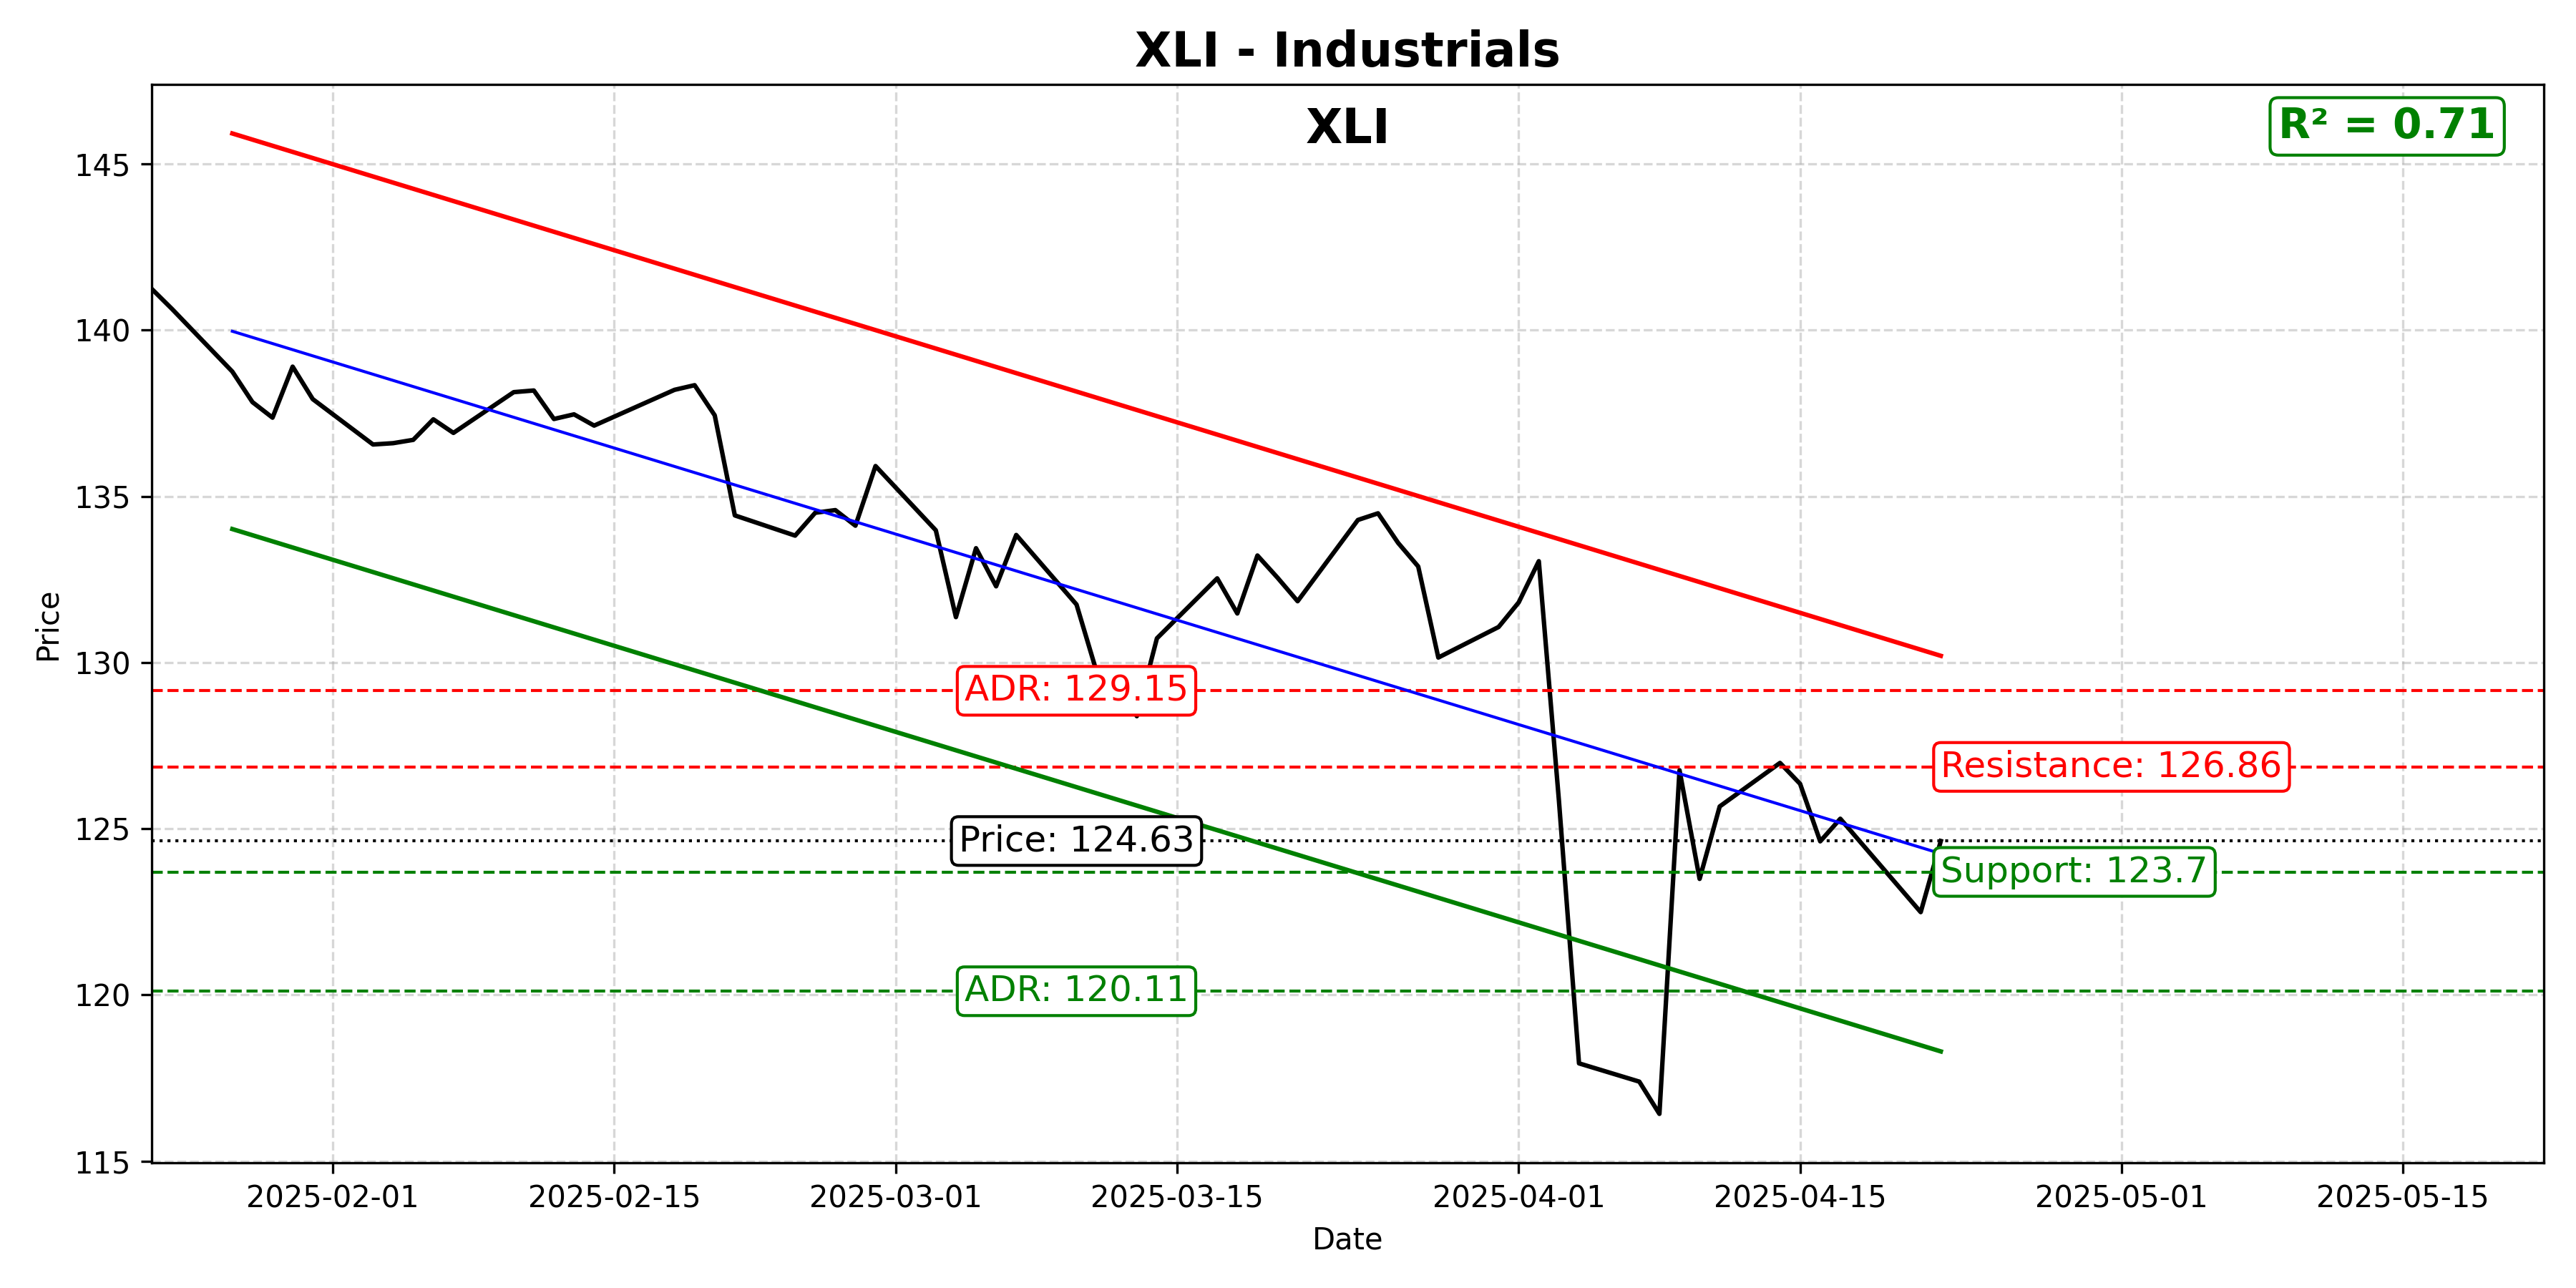 XLI - Industrials
XLI
R² = 0.71
145
140
135
130
125
120
115
Price
ADR: 129.15
Resistance: 126.86
Price: 124.63
Support: 123.7
ADR: 120.11
2025-02-01
2025-02-15
2025-03-01
2025-03-15
2025-04-01
2025-04-15
2025-05-01
2025-05-15
Date